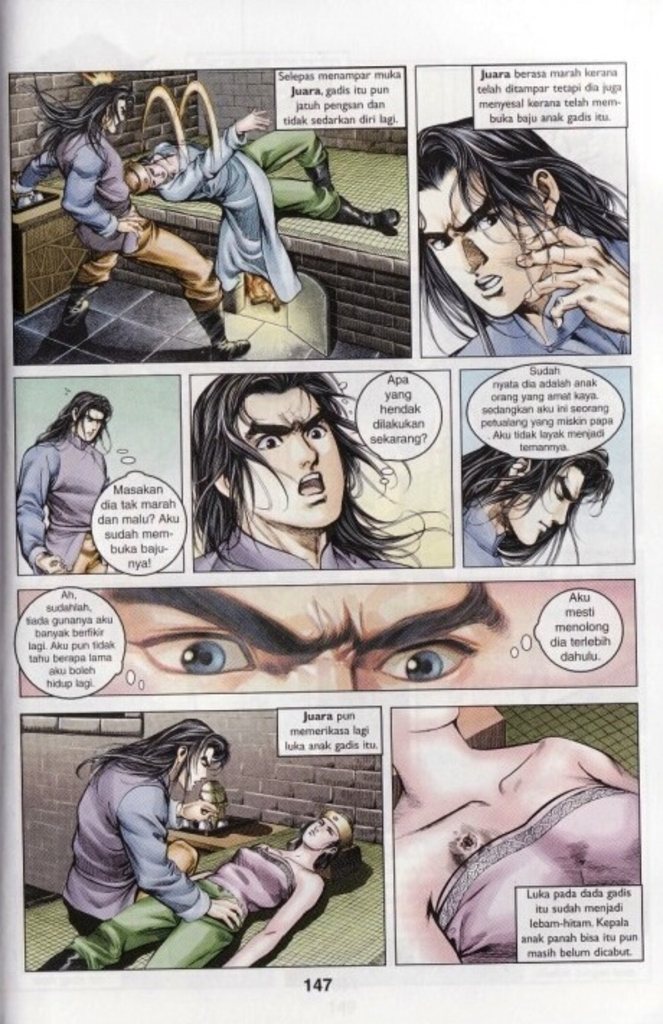 Selepas menampar muka
Juara, gadis itu pun
jatuh pengsan dan
tidak sedarkan diri lagi.
Juara berasa marah kerana
telah ditampar tetapi dia juga
menyesal kerana telah mem-
buka baju anak gadis itu.
Masakan
dia tak marah
dan malu? Aku
sudah mem-
buka baju-
nya!
Apa
yang
hendak
dilakukan
sekarang?
Sudah
nyata dia adalah anak
orang yang amat kaya.
sedangkan aku ini seorang
petualang yang miskin papa
. Aku tidak layak menjadi
temannya.
Ah,
sudahlah,
tiada gunanya aku
banyak berfikir
lagi. Aku pun tidak
tahu berapa lama
aku boleh
hidup lagi.
Aku
mesti
menolong
dia terlebih
dahulu.
Juara pun
memerikasa lagi
luka anak gadis itu.
Luka pada dada gadis
itu sudah menjadi
lebam-hitam. Kepala
anak panah bisa itu pun
masih belum dicabut.
147